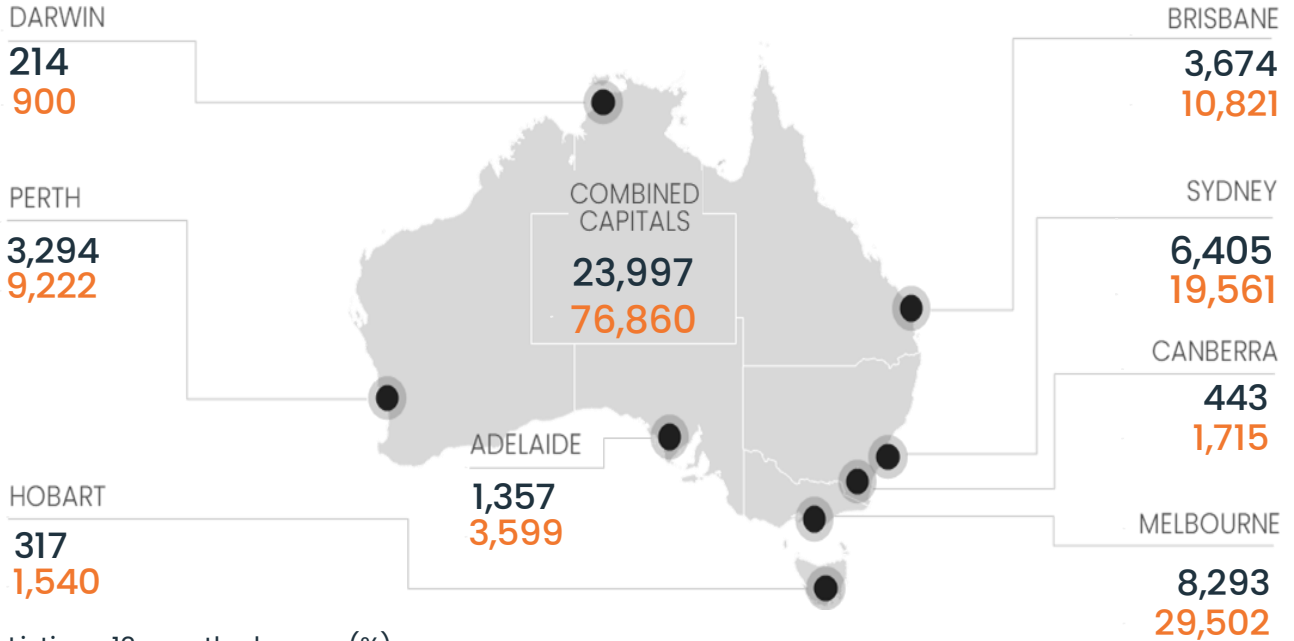 DARWIN
214
900
PERTH
3,294
9,222
HOBART
317
1,540
COMBINED
CAPITALS
23,997
76,860
ADELAIDE
1,357
3,599
BRISBANE
3,674
10,821
SYDNEY
6,405
19,561
CANBERRA
443
1,715
MELBOURNE
8,293
29,502